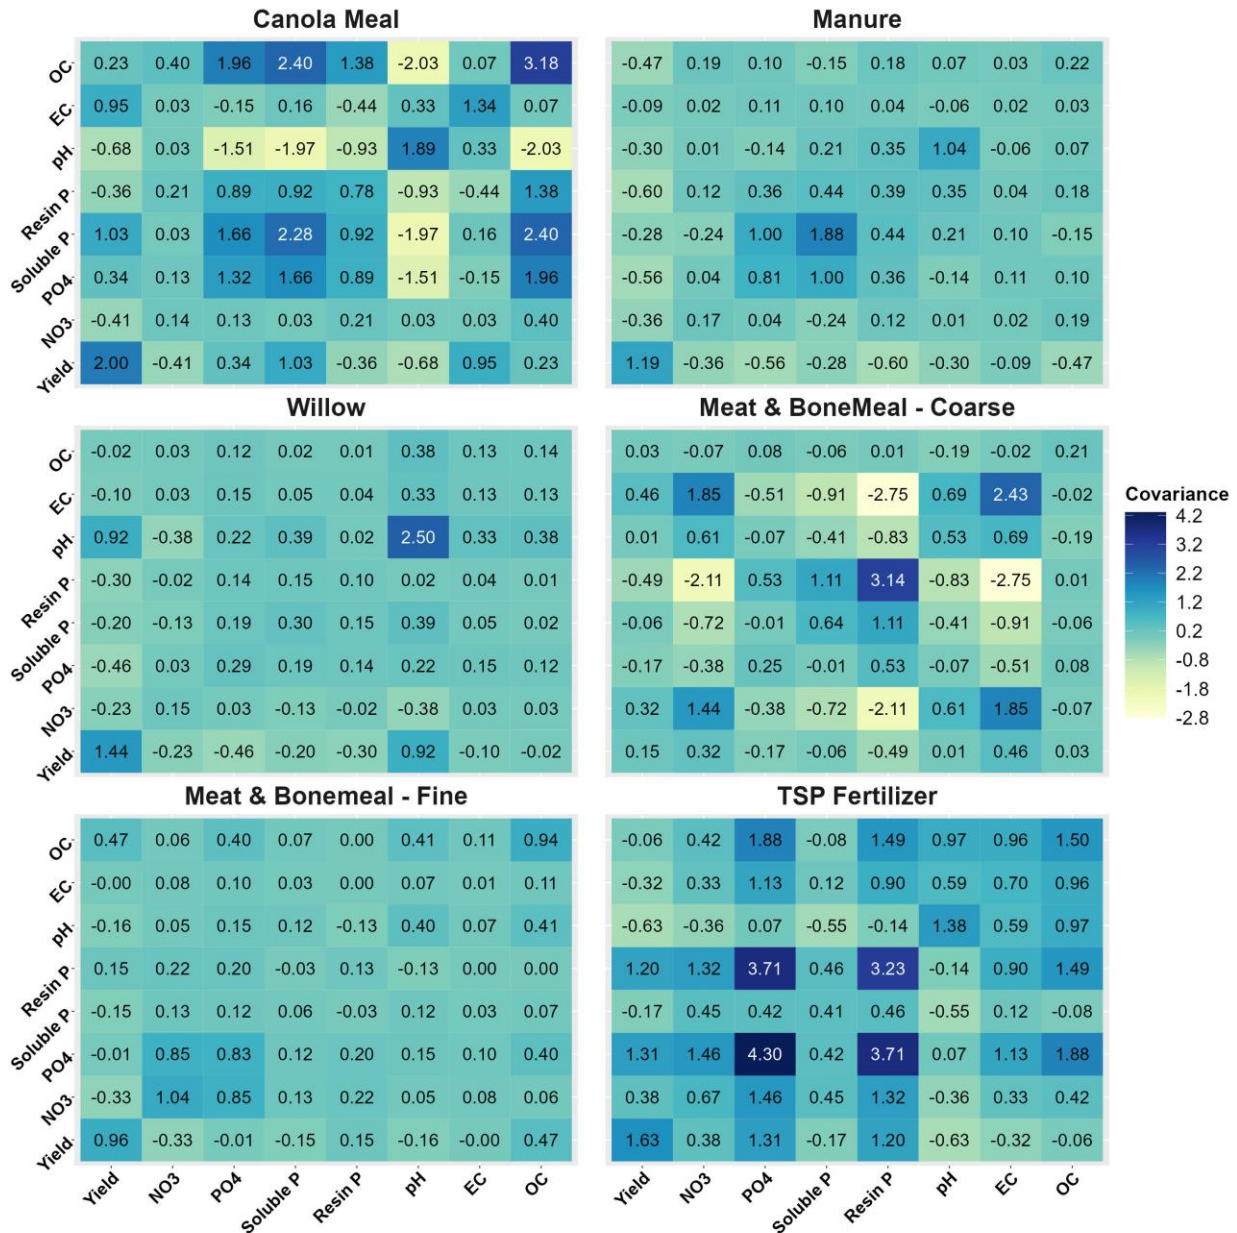 Canola Meal
OC 0.23 0.40 1.96 2.40 1.38 -2.03 0.07 3.18
EC 0.95 0.03 -0.15 0.16 -0.44 0.33 1.34 0.07
pH -0.68 0.03 -1.51 -1.97 -0.93 1.89 0.33 -2.03
Resin P -0.36 0.21 0.89 0.92 0.78 -0.93 -0.44 1.38
Soluble P 1.03 0.03 1.66 2.28 0.92 -1.97 0.16 2.40
PO4 0.34 0.13 1.32 1.66 0.89 -1.51 -0.15 1.96
NO3 -0.41 0.14 0.13 0.03 0.21 0.03 0.03 0.40
Yield 2.00 -0.41 0.34 1.03 -0.36 -0.68 0.95 0.23
Manure
-0.47 0.19 0.10 -0.15 0.18 0.07 0.03 0.22
-0.09 0.02 0.11 0.10 0.04 -0.06 0.02 0.03
-0.30 0.01 -0.14 0.21 0.35 1.04 -0.06 0.07
-0.60 0.12 0.36 0.44 0.39 0.35 0.04 0.18
-0.28 -0.24 1.00 1.88 0.44 0.21 0.10 -0.15
-0.56 0.04 0.81 1.00 0.36 -0.14 0.11 0.10
-0.36 0.17 0.04 -0.24 0.12 0.01 0.02 0.19
1.19 -0.36 -0.56 -0.28 -0.60 -0.30 -0.09 -0.47
Willow
OC -0.02 0.03 0.12 0.02 0.01 0.38 0.13 0.14
EC -0.10 0.03 0.15 0.05 0.04 0.33 0.13 0.13
pH 0.92 -0.38 0.22 0.39 0.02 2.50 0.33 0.38
Resin P -0.30 -0.02 0.14 0.15 0.10 0.02 0.04 0.01
Soluble P -0.20 -0.13 0.19 0.30 0.15 0.39 0.05 0.02
PO4 -0.46 0.03 0.29 0.19 0.14 0.22 0.15 0.12
NO3 -0.23 0.15 0.03 -0.13 -0.02 -0.38 0.03 0.03
Yield 1.44 -0.23 -0.46 -0.20 -0.30 0.92 -0.10 -0.02
Meat & BoneMeal - Coarse
0.03 -0.07 0.08 -0.06 0.01 -0.19 -0.02 0.21
0.46 1.85 -0.51 -0.91 -2.75 0.69 2.43 -0.02
0.01 0.61 -0.07 -0.41 -0.83 0.53 0.69 -0.19
-0.49 -2.11 0.53 1.11 3.14 -0.83 -2.75 0.01
-0.06 -0.72 -0.01 0.64 1.11 -0.41 -0.91 -0.06
-0.17 -0.38 0.25 -0.01 0.53 -0.07 -0.51 0.08
0.32 1.44 -0.38 -0.72 -2.11 0.61 1.85 -0.07
0.15 0.32 -0.17 -0.06 -0.49 0.01 0.46 0.03
Covariance
4.2
3.2
2.2
1.2
0.2
-0.8
-1.8
-2.8
Meat & Bonemeal - Fine
OC 0.47 0.06 0.40 0.07 0.00 0.41 0.11 0.94
EC -0.00 0.08 0.10 0.03 0.00 0.07 0.01 0.11
pH -0.16 0.05 0.15 0.12 -0.13 0.40 0.07 0.41
Resin P 0.15 0.22 0.20 -0.03 0.13 -0.13 0.00 0.00
Soluble P -0.15 0.13 0.12 0.06 -0.03 0.12 0.03 0.07
PO4 -0.01 0.85 0.83 0.12 0.20 0.15 0.10 0.40
NO3 -0.33 1.04 0.85 0.13 0.22 0.05 0.08 0.06
Yield 0.96 -0.33 -0.01 -0.15 0.15 -0.16 -0.00 0.47
Yield NO3 PO4 Soluble P Resin P pH EC OC
TSP Fertilizer
-0.06 0.42 1.88 -0.08 1.49 0.97 0.96 1.50
-0.32 0.33 1.13 0.12 0.90 0.59 0.70 0.96
-0.63 -0.36 0.07 -0.55 -0.14 1.38 0.59 0.97
1.20 1.32 3.71 0.46 3.23 -0.14 0.90 1.49
-0.17 0.45 0.42 0.41 0.46 -0.55 0.12 -0.08
1.31 1.46 4.30 0.42 3.71 0.07 1.13 1.88
0.38 0.67 1.46 0.45 1.32 -0.36 0.33 0.42
1.63 0.38 1.31 -0.17 1.20 -0.63 -0.32 -0.06
Yield NO3 PO4 Soluble P Resin P pH EC OC